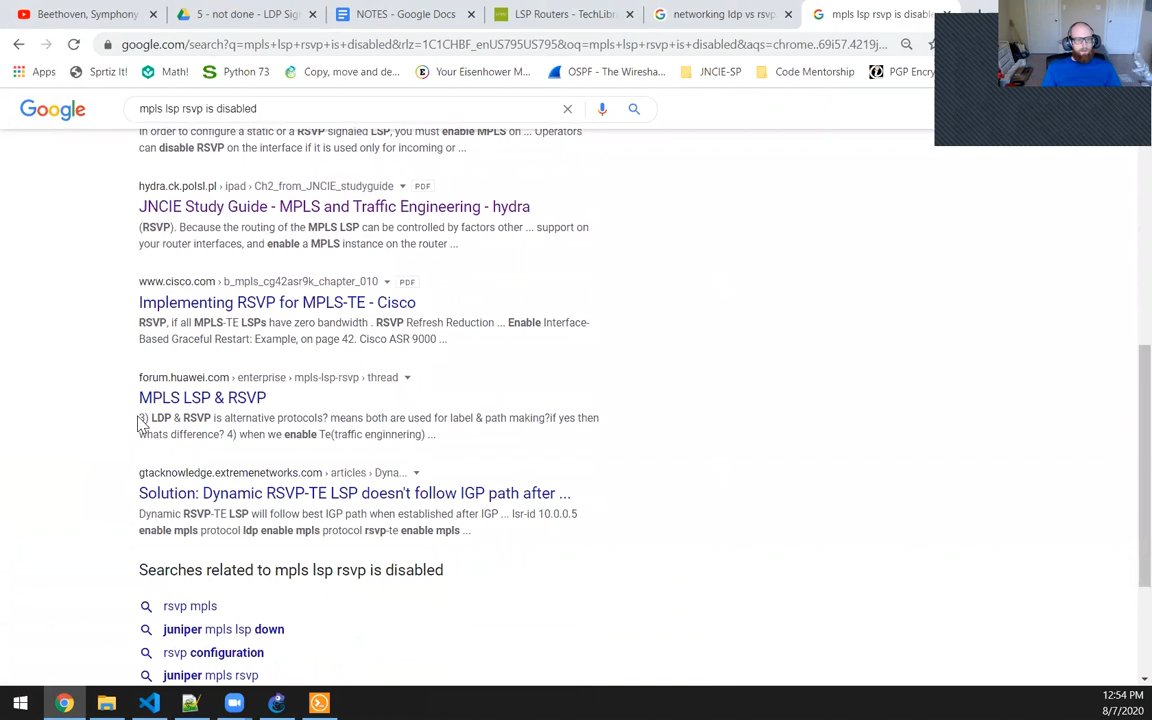 Beethoven, Symphony
5 - not done - LDP Sig
NOTES - Google Docs
LSP Routers - TechLibr
networking ldp vs rsvp
mpls lsp rsvp is disabl
google.com/search?q=mpls+lsp+rsvp+is+disabled&rlz=1C1CHBF_enUS795US795&oq=mpls+lsp+rsvp+is+disabled&aqs=chrome..69i57.4219j...
Apps
Sprtiz It!
Math!
Python 73
Copy, move and de...
Your Eisenhower M...
OSPF - The Wiresha...
JNCIE-SP
Code Mentorship
PGP Encry
Google
mpls lsp rsvp is disabled
In order to configure a static or a RSVP signaled LSP, you must enable MPLS on ... Operators
can disable RSVP on the interface if it is used only for incoming or ...
hydra.ck.polsl.pl › ipad › Ch2_from_JNCIE_studyguide PDF
JNCIE Study Guide - MPLS and Traffic Engineering - hydra
(RSVP). Because the routing of the MPLS LSP can be controlled by factors other ... support on
your router interfaces, and enable a MPLS instance on the router ...
www.cisco.com › b_mpls_cg42asr9k_chapter_010 PDF
Implementing RSVP for MPLS-TE - Cisco
RSVP, if all MPLS-TE LSPs have zero bandwidth . RSVP Refresh Reduction ... Enable Interface-
Based Graceful Restart: Example, on page 42. Cisco ASR 9000 ...
forum.huawei.com › enterprise › mpls-lsp-rsvp › thread
MPLS LSP & RSVP
3) LDP & RSVP is alternative protocols? means both are used for label & path making?if yes then
whats difference? 4) when we enable Te(traffic enginnering) ...
gtacknowledge.extremenetworks.com › articles › Dyna...
Solution: Dynamic RSVP-TE LSP doesn't follow IGP path after ...
Dynamic RSVP-TE LSP will follow best IGP path when established after IGP ... lsr-id 10.0.0.5
enable mpls protocol ldp enable mpls protocol rsvp-te enable mpls ...
Searches related to mpls lsp rsvp is disabled
rsvp mpls
juniper mpls lsp down
rsvp configuration
juniper mpls rsvp
12:54 PM
8/7/2020